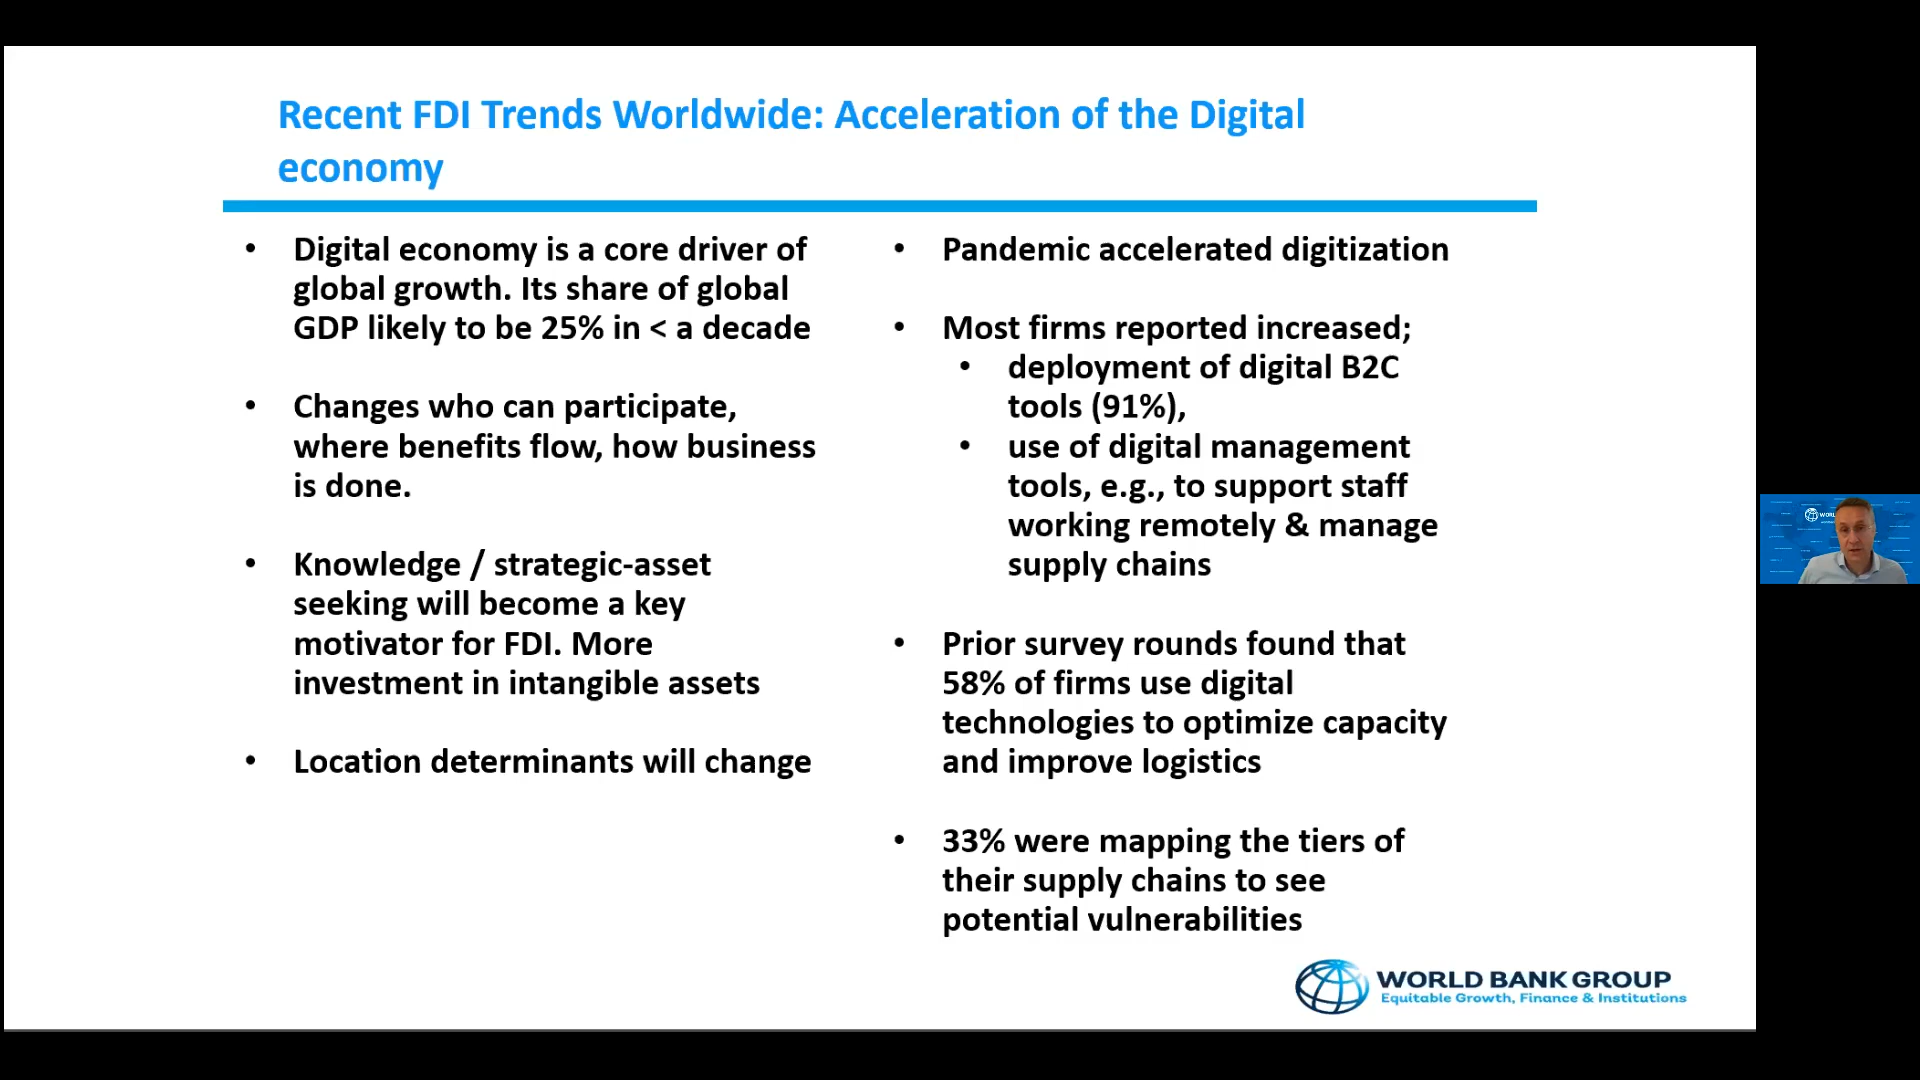 Recent FDI Trends Worldwide: Acceleration of the Digital
economy
• Digital economy is a core driver of
global growth. Its share of global
GDP likely to be 25% in < a decade
• Changes who can participate,
where benefits flow, how business
is done.
• Knowledge / strategic-asset
seeking will become a key
motivator for FDI. More
investment in intangible assets
• Location determinants will change
• Pandemic accelerated digitization
• Most firms reported increased;
• deployment of digital B2C
tools (91%),
• use of digital management
tools, e.g., to support staff
working remotely & manage
supply chains
• Prior survey rounds found that
58% of firms use digital
technologies to optimize capacity
and improve logistics
• 33% were mapping the tiers of
their supply chains to see
potential vulnerabilities
WORLD BANK GROUP
Equitable Growth, Finance & Institutions